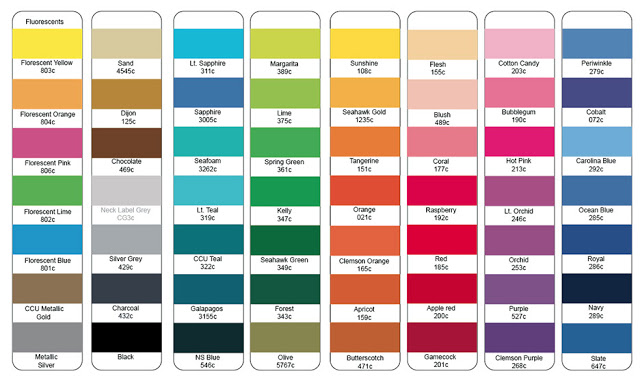 Fluorescents
Florescent Yellow
803c
Florescent Orange
804c
Florescent Pink
806c
Florescent Lime
802c
Florescent Blue
801c
CCU Metallic
Gold
Metallic
Silver
Sand
4545c
Dijon
125c
Chocolate
469c
Neck Label Grey
CG3c
Silver Grey
429c
Charcoal
432c
Black
Lt. Sapphire
311c
Sapphire
3005c
Seafoam
3262c
Lt. Teal
319c
CCU Teal
322c
Galapagos
3155c
NS Blue
546c
Margarita
389c
Lime
375c
Spring Green
361c
Kelly
347c
Seahawk Green
349c
Forest
343c
Olive
5767c
Sunshine
108c
Seahawk Gold
1235c
Tangerine
151c
Orange
021c
Clemson Orange
165c
Apricot
159c
Butterscotch
471c
Flesh
155c
Blush
489c
Coral
177c
Raspberry
192c
Red
185c
Apple red
200c
Gamecock
201c
Cotton Candy
203c
Bubblegum
190c
Hot Pink
213c
Lt. Orchid
246c
Orchid
253c
Purple
527c
Clemson Purple
268c
Periwinkle
279c
Cobalt
072c
Carolina Blue
292c
Ocean Blue
285c
Royal
286c
Navy
289c
Slate
647c